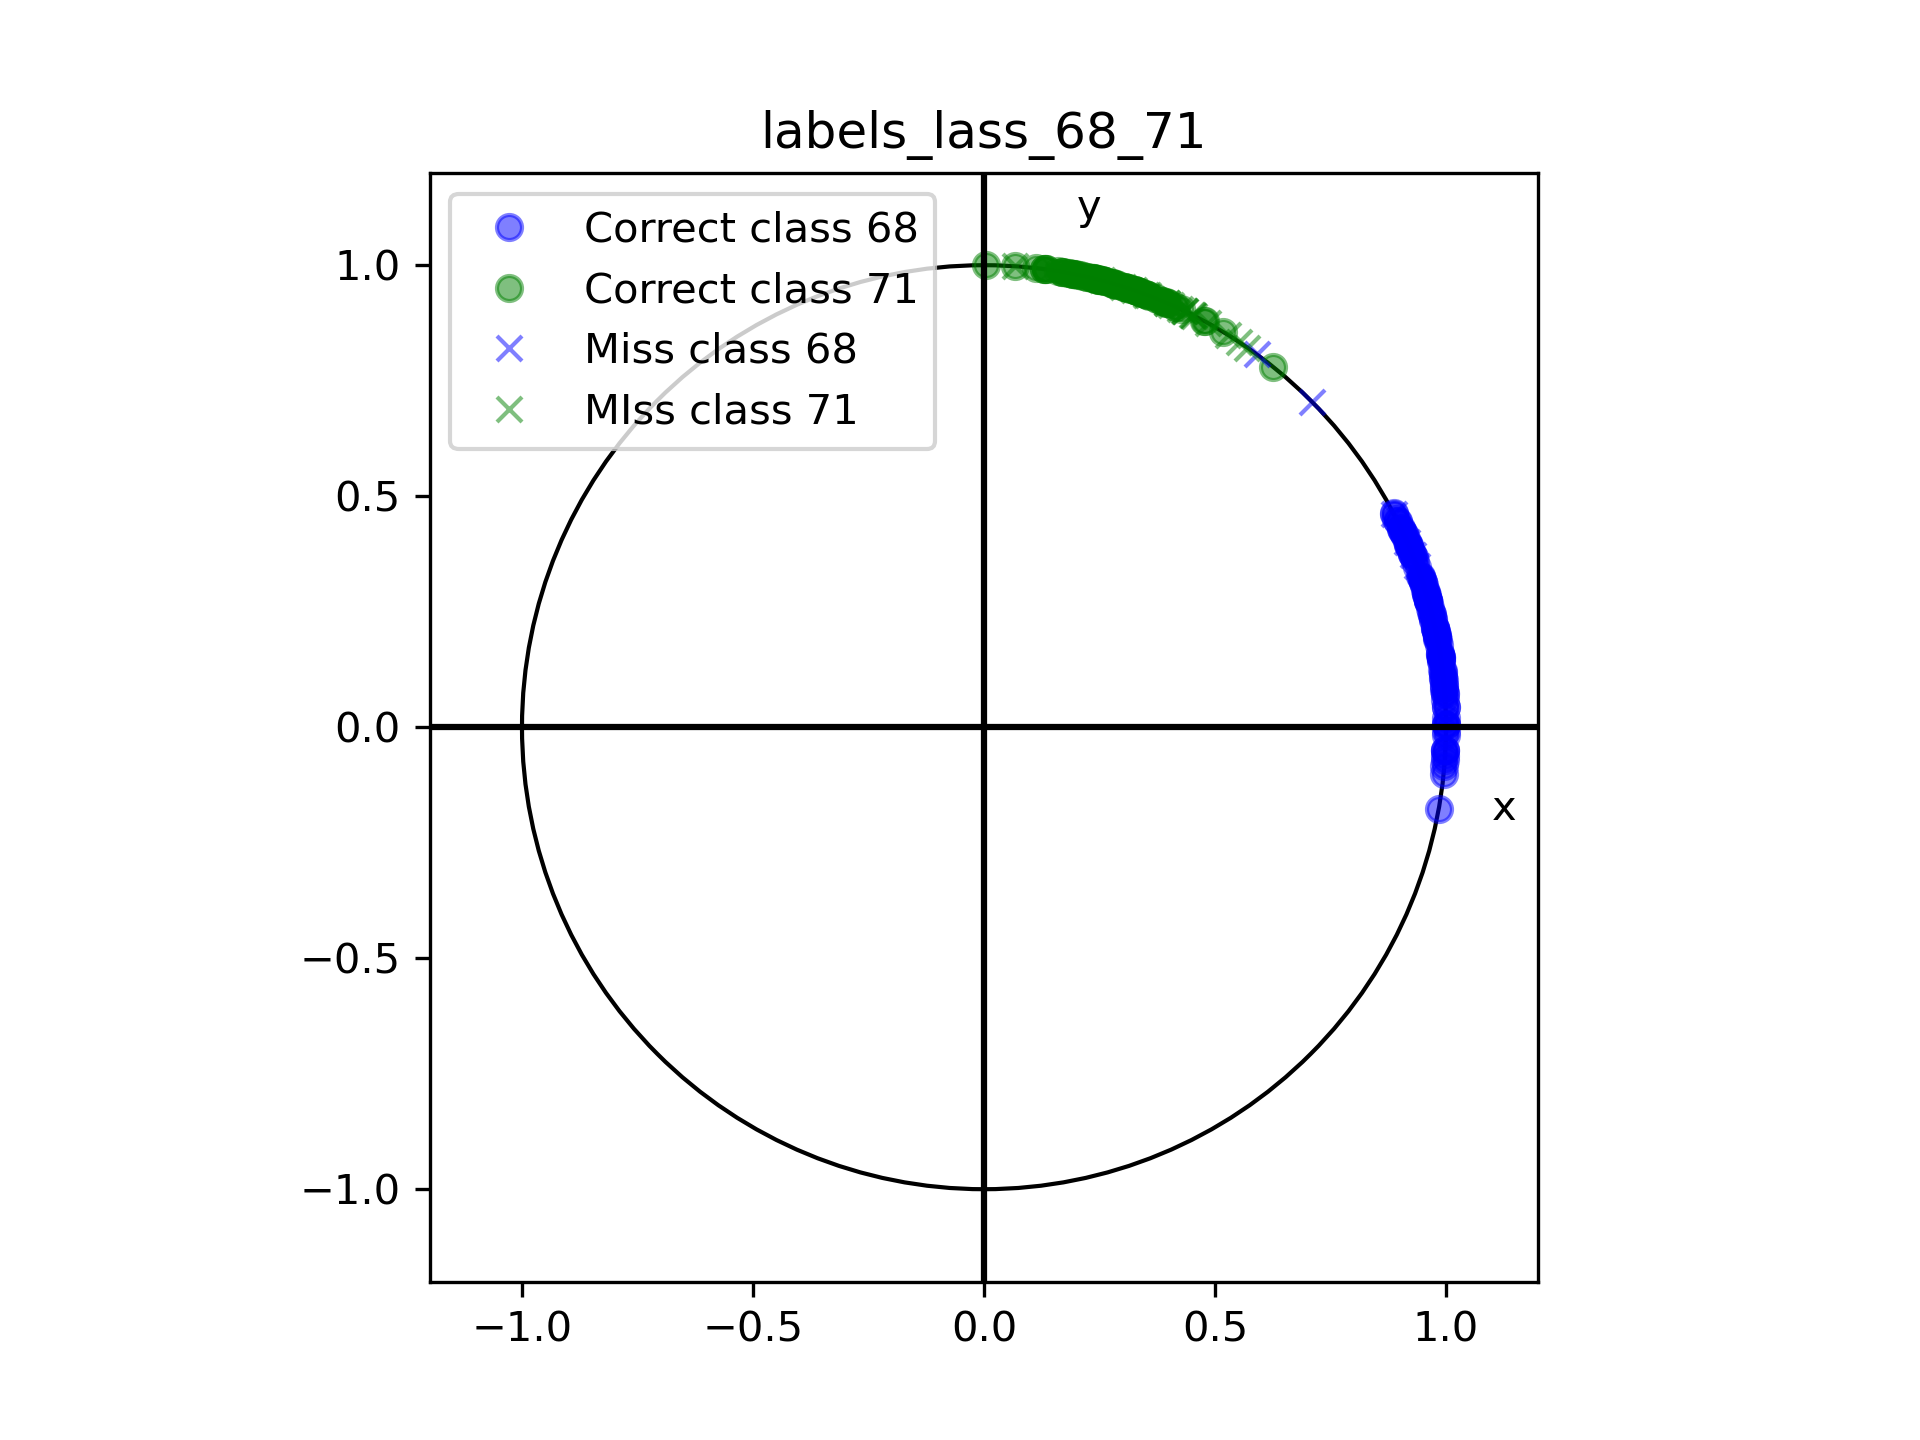 labels_lass_68_71
Correct class 68
Correct class 71
Miss class 68
MIss class 71
y
x
1.0
0.5
0.0
−0.5
−1.0
−1.0
−0.5
0.0
0.5
1.0